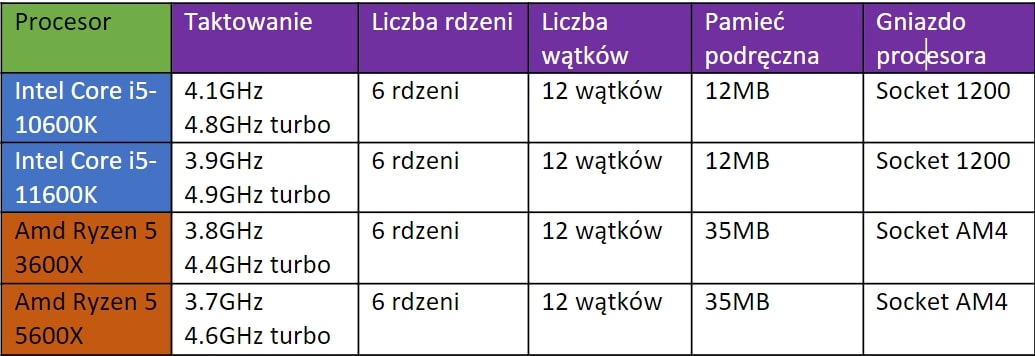 Procesor
Taktowanie
Liczba rdzeni
Liczba
wątków
Pamieć
podręczna
Gniazdo
procesora
Intel Core i5-
10600K
4.1GHz
4.8GHz turbo
6 rdzeni
12 wątków
12MB
Socket 1200
Intel Core i5-
11600K
3.9GHz
4.9GHz turbo
6 rdzeni
12 wątków
12MB
Socket 1200
Amd Ryzen 5
3600X
3.8GHz
4.4GHz turbo
6 rdzeni
12 wątków
35MB
Socket AM4
Amd Ryzen 5
5600X
3.7GHz
4.6GHz turbo
6 rdzeni
12 wątków
35MB
Socket AM4